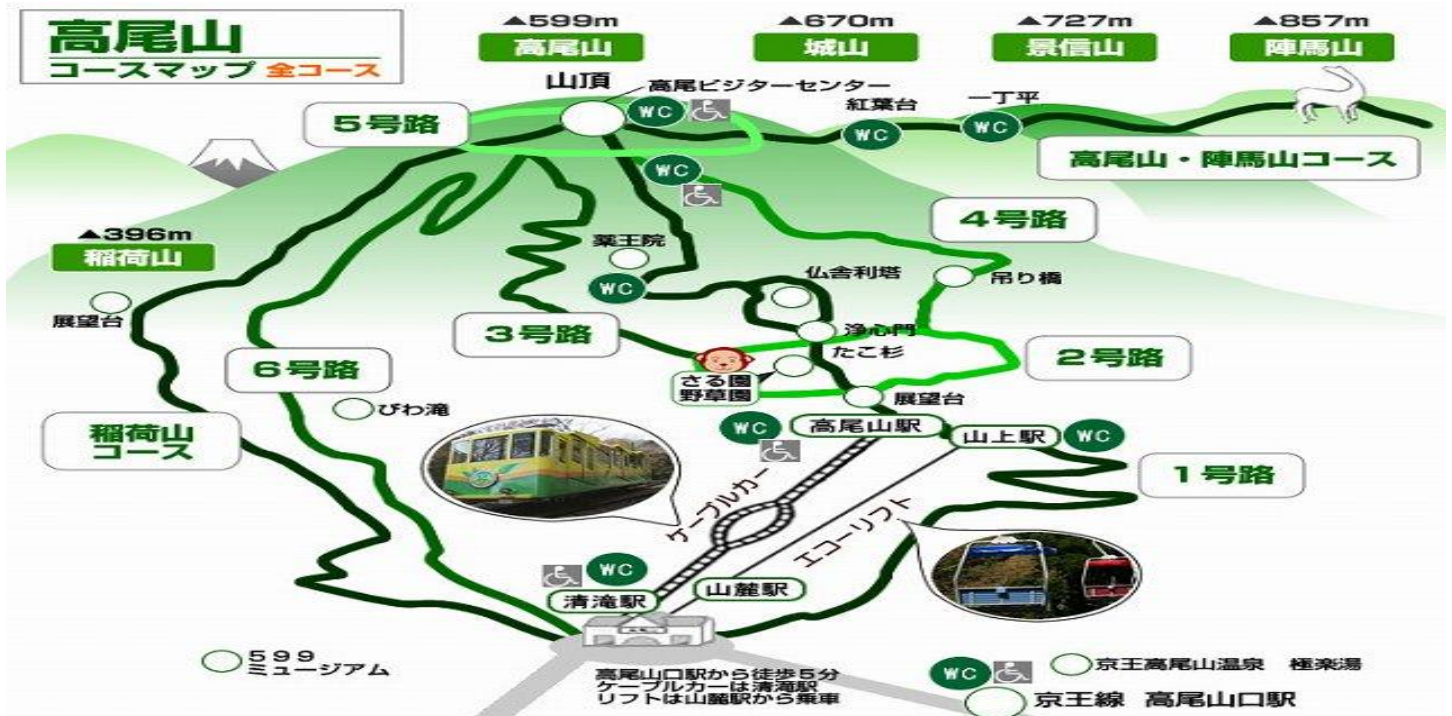 高尾山
コースマップ 全コース
▲599m
高尾山
▲670m
城山
▲727m
景信山
▲857m
陣馬山
山頂
高尾ビジターセンター
WC
紅葉台
WC
一丁平
WC
5号路
高尾山・陣馬山コース
WC
4号路
▲396m
稲荷山
展望台
薬王院
WC
仏舎利塔
吊り橋
3号路
浄心門
たこ杉
2号路
さる園
野草園
展望台
6号路
びわ滝
稲荷山
コース
WC
高尾山駅
山上駅
WC
1号路
ケーブルカー
エコーリフト
WC
清滝駅
山麓駅
599
ミュージアム
高尾山口駅から徒歩5分
ケーブルカーは清滝駅
リフトは山麓駅から乗車
WC
京王高尾山温泉 極楽湯
京王線 高尾山口駅